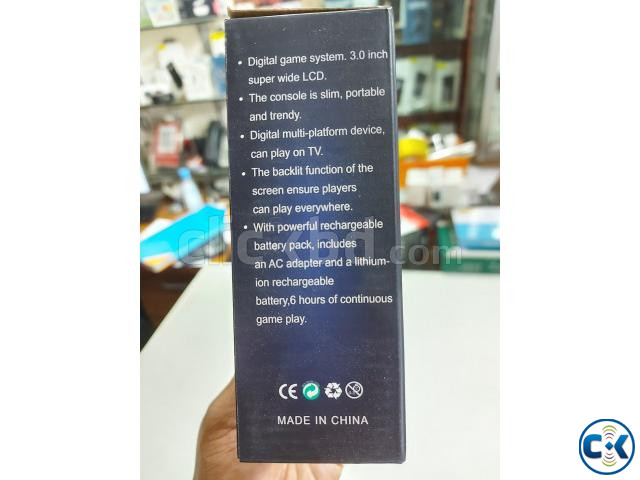 • Digital game system. 3.0 inch
super wide LCD.
• The console is slim, portable
and trendy.
• Digital multi-platform device,
can play on TV.
• The backlit function of the
screen ensure players
can play everywhere.
• With powerful rechargeable
battery pack, includes
an AC adapter and a lithium-
ion rechargeable
battery,6 hours of continuous
game play.
clickbd.com
CE
MADE IN CHINA
CK